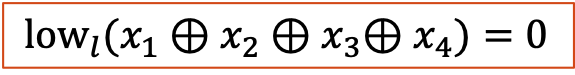 lowₗ(x₁ ⊕ x₂ ⊕ x₃⊕ x₄) = 0